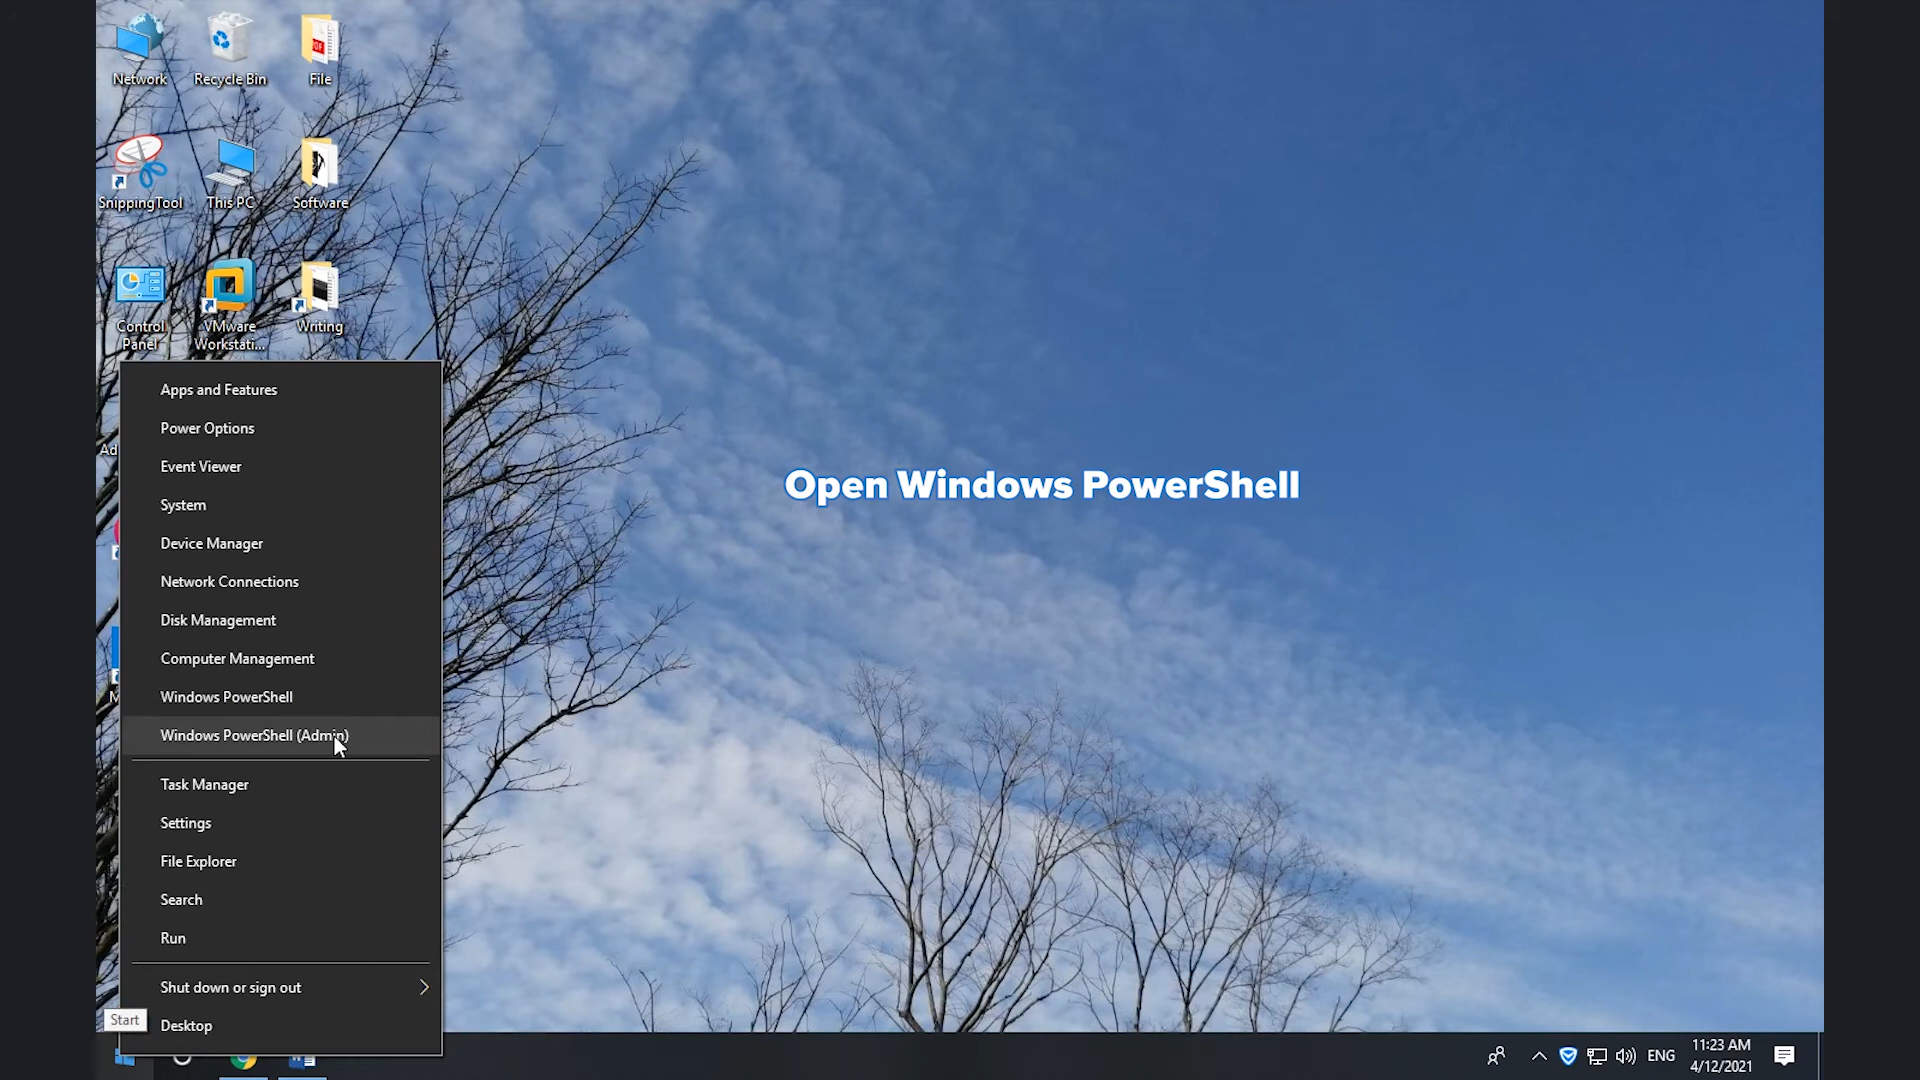 Network
Recycle Bin
File
SnippingTool
This PC
Software
Control
Panel
VMware
Workstati...
Writing
Apps and Features
Power Options
Event Viewer
System
Device Manager
Network Connections
Disk Management
Computer Management
Windows PowerShell
Windows PowerShell (Admin)
Task Manager
Settings
File Explorer
Search
Run
Shut down or sign out
Desktop
Start
Open Windows PowerShell
ENG
11:23 AM
4/12/2021